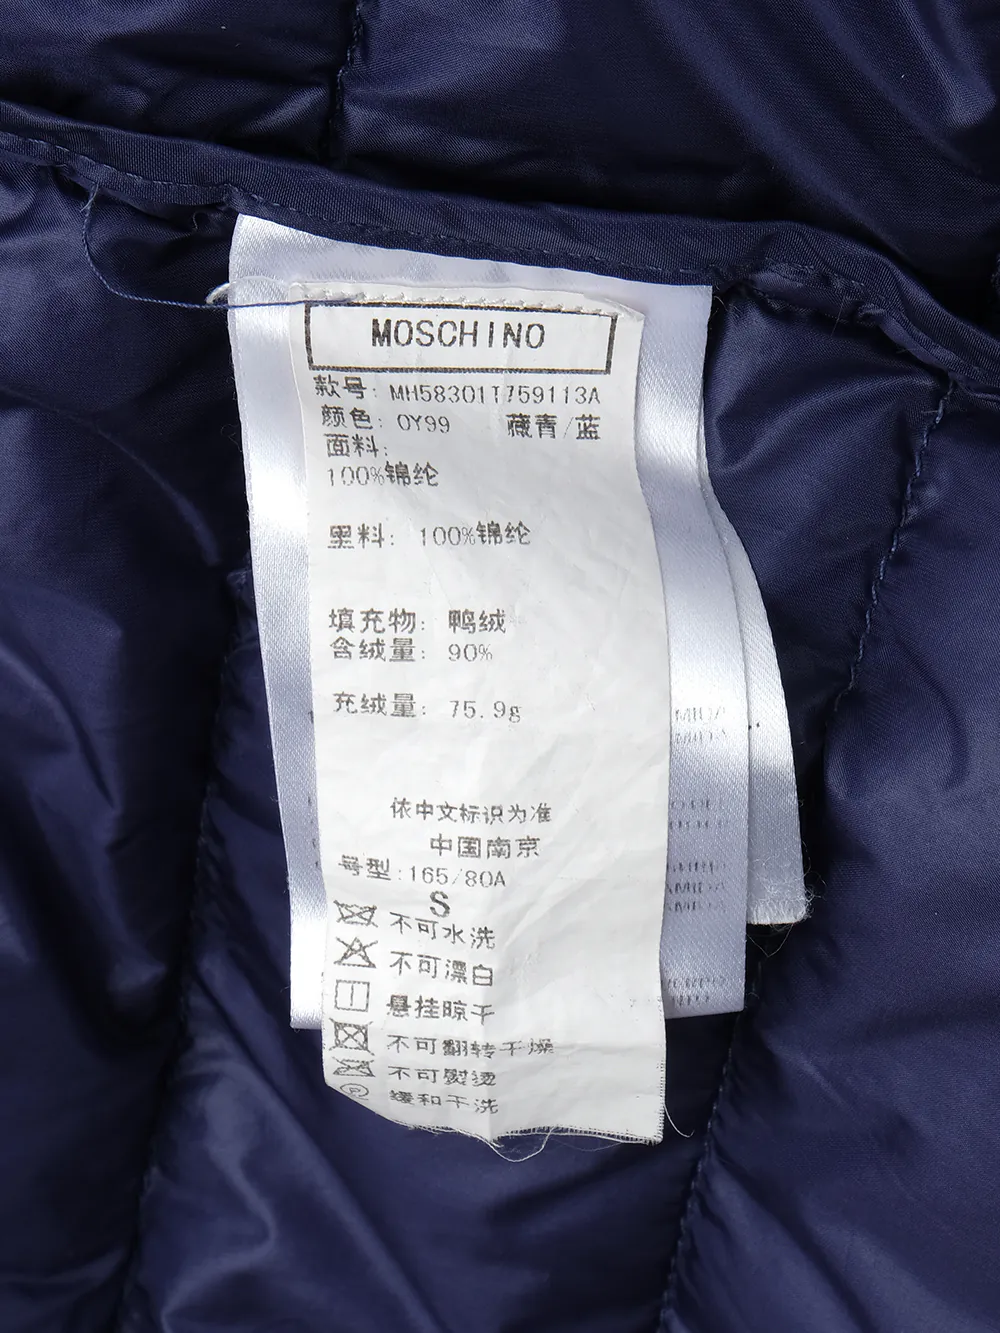 MOSCHINO
款号: MH58301T759113A
颜色: OY99 藏青/蓝
面料:
100%锦纶
里料: 100%锦纶
填充物: 鸭绒
含绒量: 90%
充绒量: 75.9g
依中文标识为准
中国南京
号型:165/80A
S
不可水洗
不可漂白
悬挂晾干
不可翻转干燥
不可熨烫
P 缓和干洗